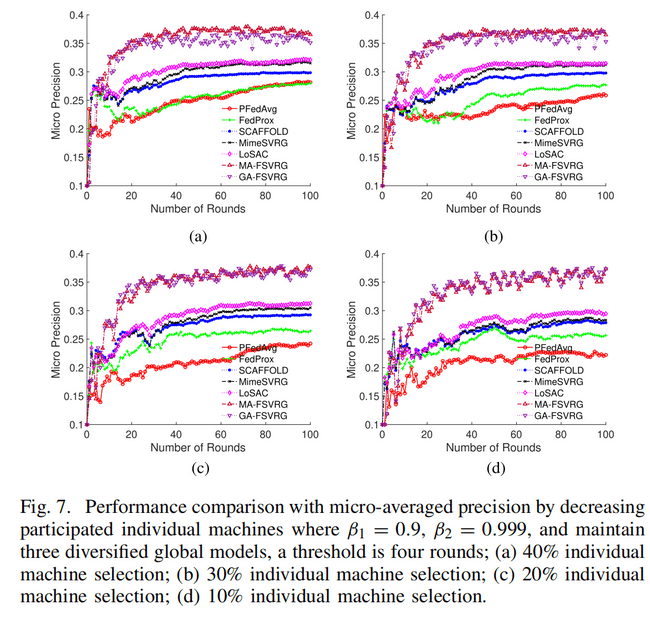 0.4
0.35
0.3
0.25
0.2
0.15
0.1
Micro Precision
PFedAvg
FedProx
SCAFFOLD
MimeSVRG
LoSAC
MA-FSVRG
GA-FSVRG
0 20 40 60 80 100
Number of Rounds
(a)
0.4
0.35
0.3
0.25
0.2
0.15
0.1
Micro Precision
PFedAvg
FedProx
SCAFFOLD
MimeSVRG
LoSAC
MA-FSVRG
GA-FSVRG
0 20 40 60 80 100
Number of Rounds
(b)
0.4
0.35
0.3
0.25
0.2
0.15
0.1
Micro Precision
PFedAvg
FedProx
SCAFFOLD
MimeSVRG
LoSAC
MA-FSVRG
GA-FSVRG
0 20 40 60 80 100
Number of Rounds
(c)
0.4
0.35
0.3
0.25
0.2
0.15
0.1
Micro Precision
PFedAvg
FedProx
SCAFFOLD
MimeSVRG
LoSAC
MA-FSVRG
GA-FSVRG
0 20 40 60 80 100
Number of Rounds
(d)
Fig. 7. Performance comparison with micro-averaged precision by decreasing
participated individual machines where β1 = 0.9, β2 = 0.999, and maintain
three diversified global models, a threshold is four rounds; (a) 40% individual
machine selection; (b) 30% individual machine selection; (c) 20% individual
machine selection; (d) 10% individual machine selection.